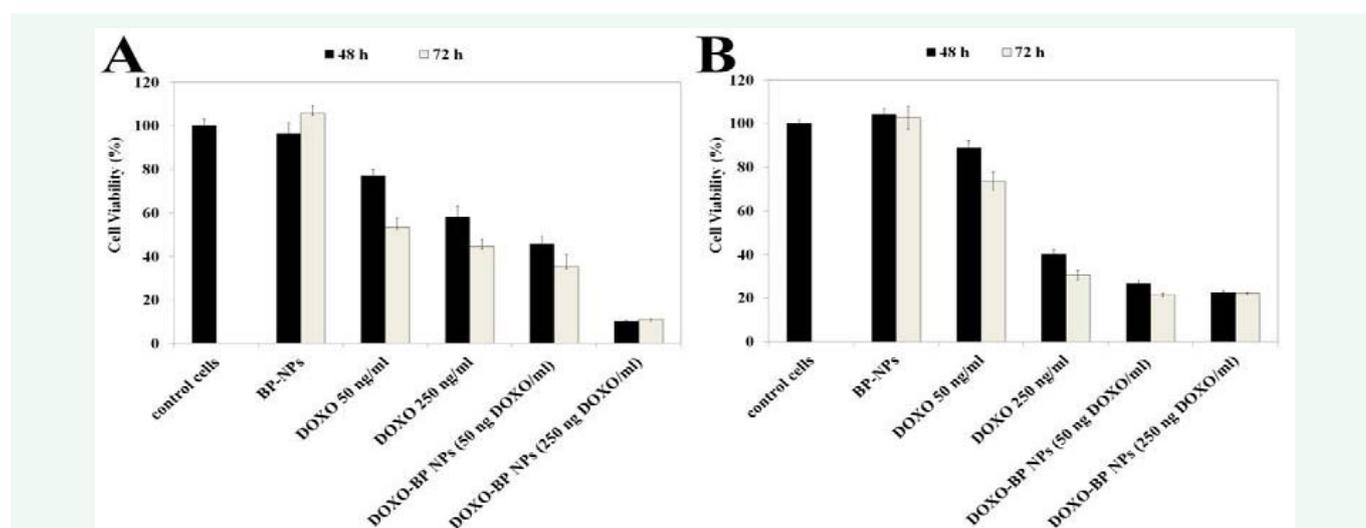 A
48 h 72 h
Cell Viability (%)
120
100
80
60
40
20
0
control cells
BP-NPs
DOXO 50 ng/ml
DOXO 250 ng/ml
DOXO-BP NPs (50 ng DOXO/ml)
DOXO-BP NPs (250 ng DOXO/ml)
B
48 h 72 h
Cell Viability (%)
120
100
80
60
40
20
0
control cells
BP-NPs
DOXO 50 ng/ml
DOXO 250 ng/ml
DOXO-BP NPs (50 ng DOXO/ml)
DOXO-BP NPs (250 ng DOXO/ml)